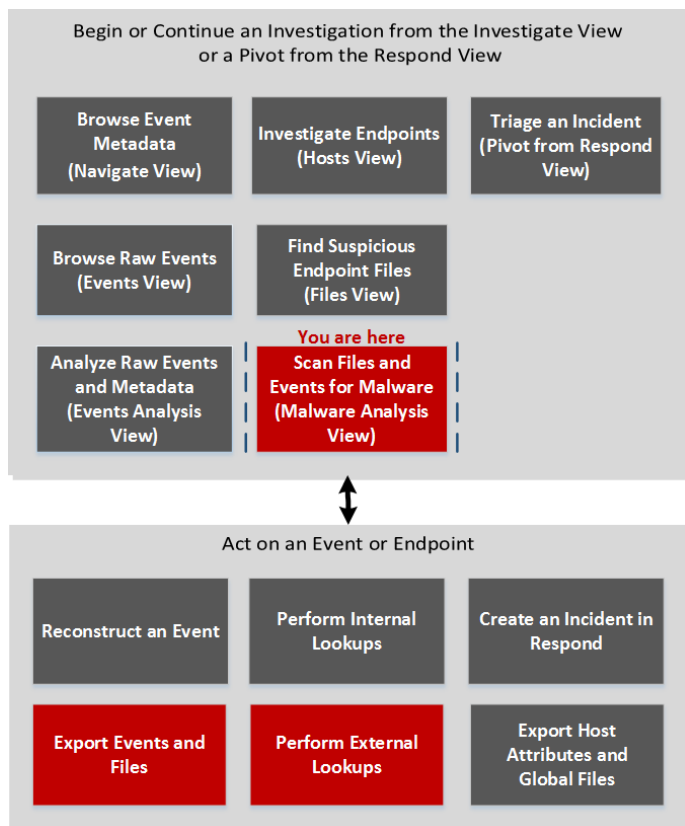 Begin or Continue an Investigation from the Investigate View
or a Pivot from the Respond View
Browse Event
Metadata
(Navigate View)
Investigate Endpoints
(Hosts View)
Triage an Incident
(Pivot from Respond
View)
Browse Raw Events
(Events View)
Find Suspicious
Endpoint Files
(Files View)
Analyze Raw Events
and Metadata
(Events Analysis
View)
You are here
Scan Files and
Events for Malware
(Malware Analysis
View)
Act on an Event or Endpoint
Reconstruct an Event
Perform Internal
Lookups
Create an Incident in
Respond
Export Events and
Files
Perform External
Lookups
Export Host
Attributes and
Global Files